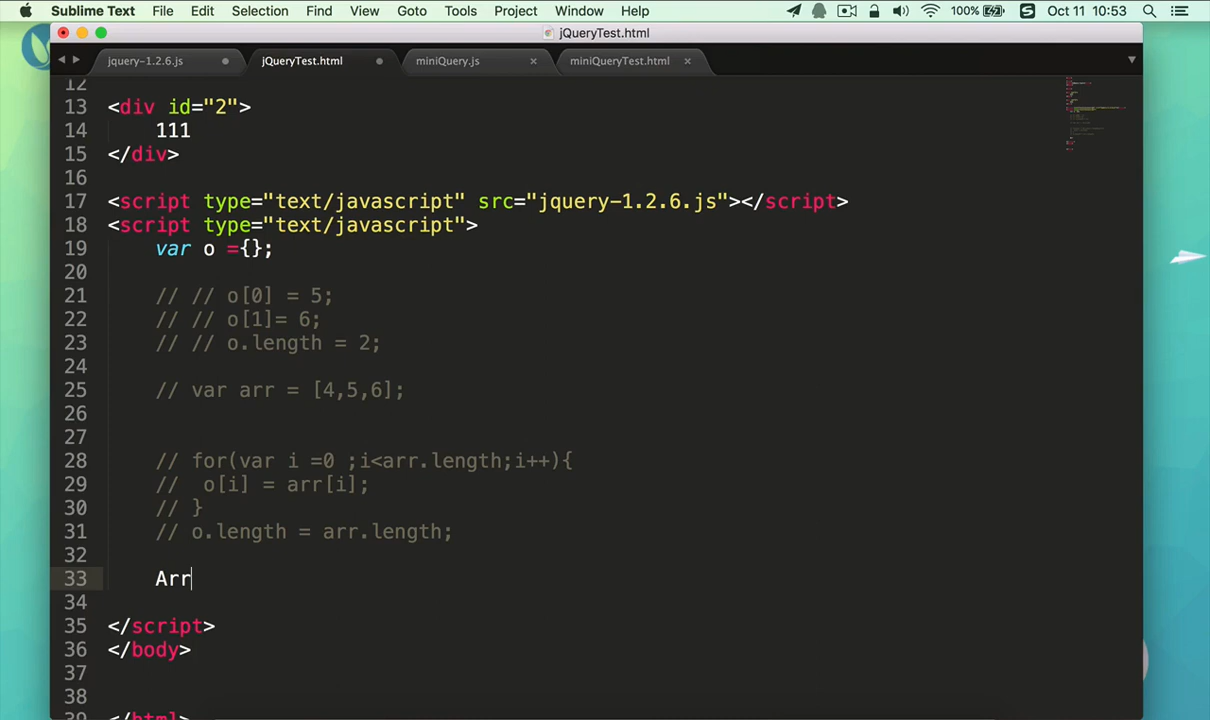 Sublime Text File Edit Selection Find View Goto Tools Project Window Help 100% Oct 11 10:53
jQueryTest.html
jquery-1.2.6.js jQueryTest.html miniQuery.js miniQueryTest.html
12
13 <div id="2">
14 111
15 </div>
16
17 <script type="text/javascript" src="jquery-1.2.6.js"></script>
18 <script type="text/javascript">
19 var o ={};
20
21 // // o[0] = 5;
22 // // o[1]= 6;
23 // // o.length = 2;
24
25 // var arr = [4,5,6];
26
27
28 // for(var i =0 ;i<arr.length;i++){
29 // o[i] = arr[i];
30 // }
31 // o.length = arr.length;
32
33 Arr
34
35 </script>
36 </body>
37
38
39 </html>